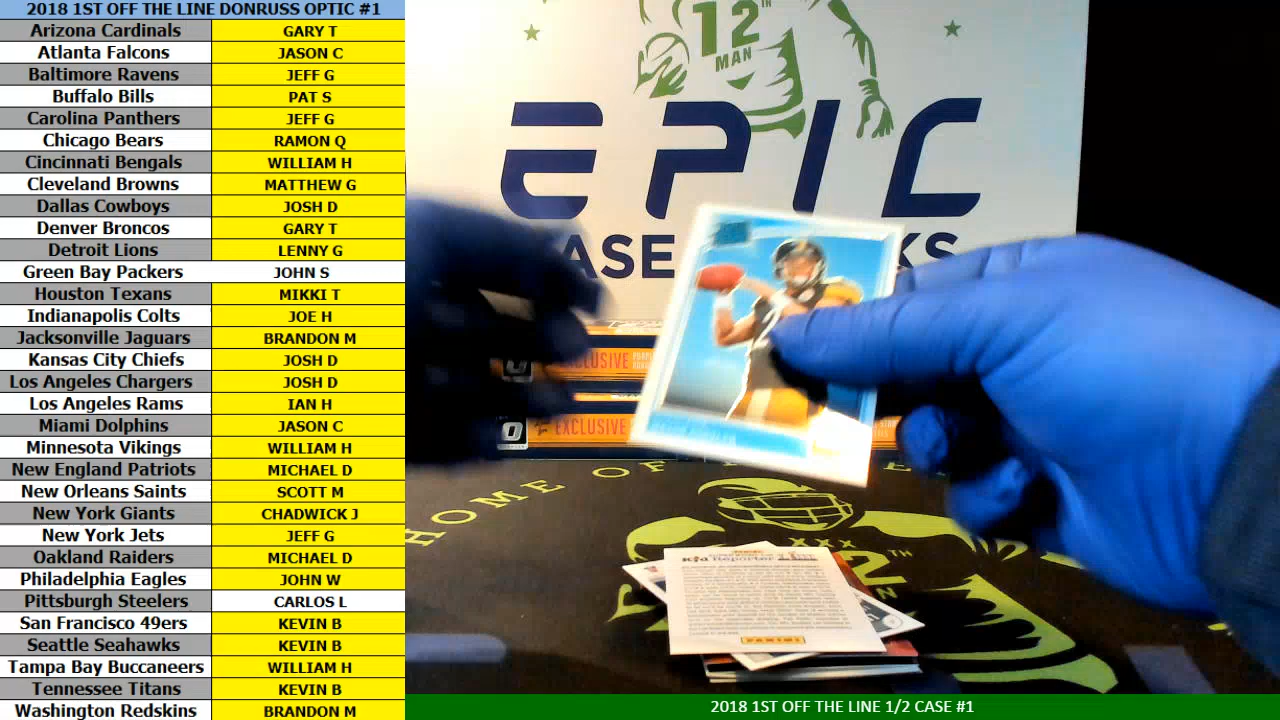 2018 1ST OFF THE LINE DONRUSS OPTIC #1
Arizona Cardinals GARY T
Atlanta Falcons JASON C
Baltimore Ravens JEFF G
Buffalo Bills PAT S
Carolina Panthers JEFF G
Chicago Bears RAMON Q
Cincinnati Bengals WILLIAM H
Cleveland Browns MATTHEW G
Dallas Cowboys JOSH D
Denver Broncos GARY T
Detroit Lions LENNY G
Green Bay Packers JOHN S
Houston Texans MIKKI T
Indianapolis Colts JOE H
Jacksonville Jaguars BRANDON M
Kansas City Chiefs JOSH D
Los Angeles Chargers JOSH D
Los Angeles Rams IAN H
Miami Dolphins JASON C
Minnesota Vikings WILLIAM H
New England Patriots MICHAEL D
New Orleans Saints SCOTT M
New York Giants CHADWICK J
New York Jets JEFF G
Oakland Raiders MICHAEL D
Philadelphia Eagles JOHN W
Pittsburgh Steelers CARLOS L
San Francisco 49ers KEVIN B
Seattle Seahawks KEVIN B
Tampa Bay Buccaneers WILLIAM H
Tennessee Titans KEVIN B
Washington Redskins BRANDON M
12TH
MAN
EPIC
EXCLUSIVE
EXCLUSIVE
HOME OF
TH
Kid Reporter
PANINI
2018 1ST OFF THE LINE 1/2 CASE #1